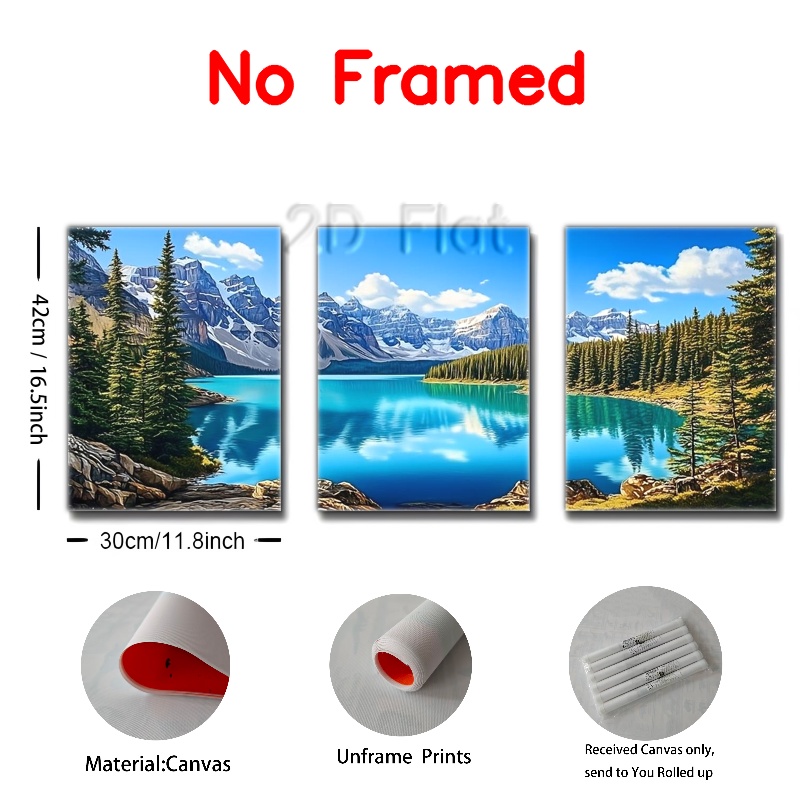 No Framed
2D Flat
42cm / 16.5inch
30cm/11.8inch
Material:Canvas
Unframe Prints
Received Canvas only,
send to You Rolled up